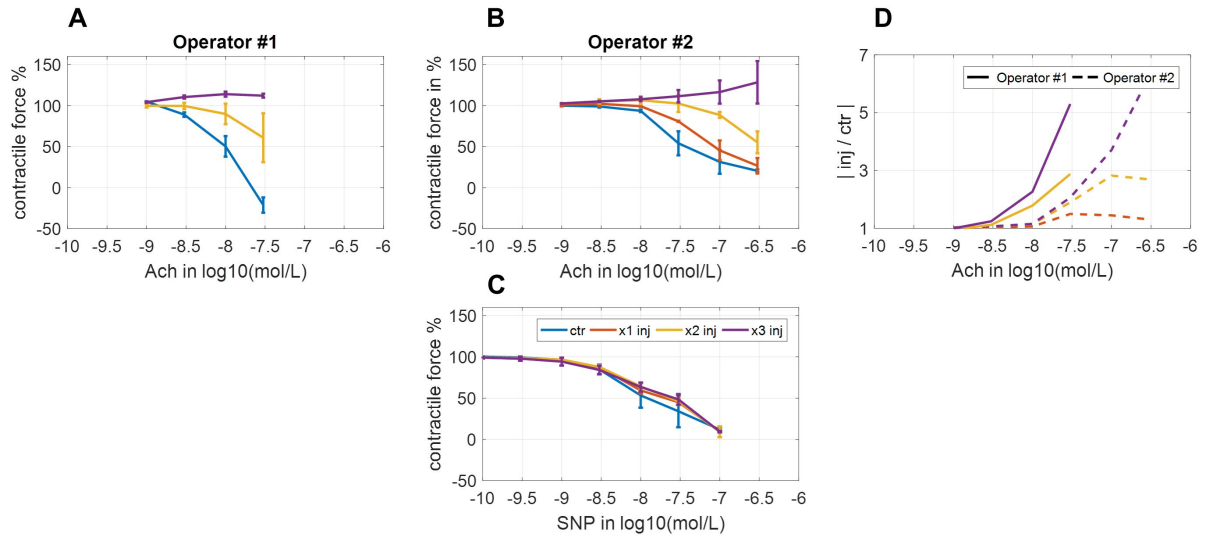 A
Operator #1
contractile force %
150
100
50
0
-50
-10 -9.5 -9 -8.5 -8 -7.5 -7 -6.5 -6
Ach in log10(mol/L)
B
Operator #2
contractile force in %
150
100
50
0
-50
-10 -9.5 -9 -8.5 -8 -7.5 -7 -6.5 -6
Ach in log10(mol/L)
D
Operator #1 Operator #2
| inj / ctr |
7
5
3
1
-10 -9.5 -9 -8.5 -8 -7.5 -7 -6.5 -6
Ach in log10(mol/L)
C
ctr x1 inj x2 inj x3 inj
contractile force %
150
100
50
0
-50
-10 -9.5 -9 -8.5 -8 -7.5 -7 -6.5 -6
SNP in log10(mol/L)